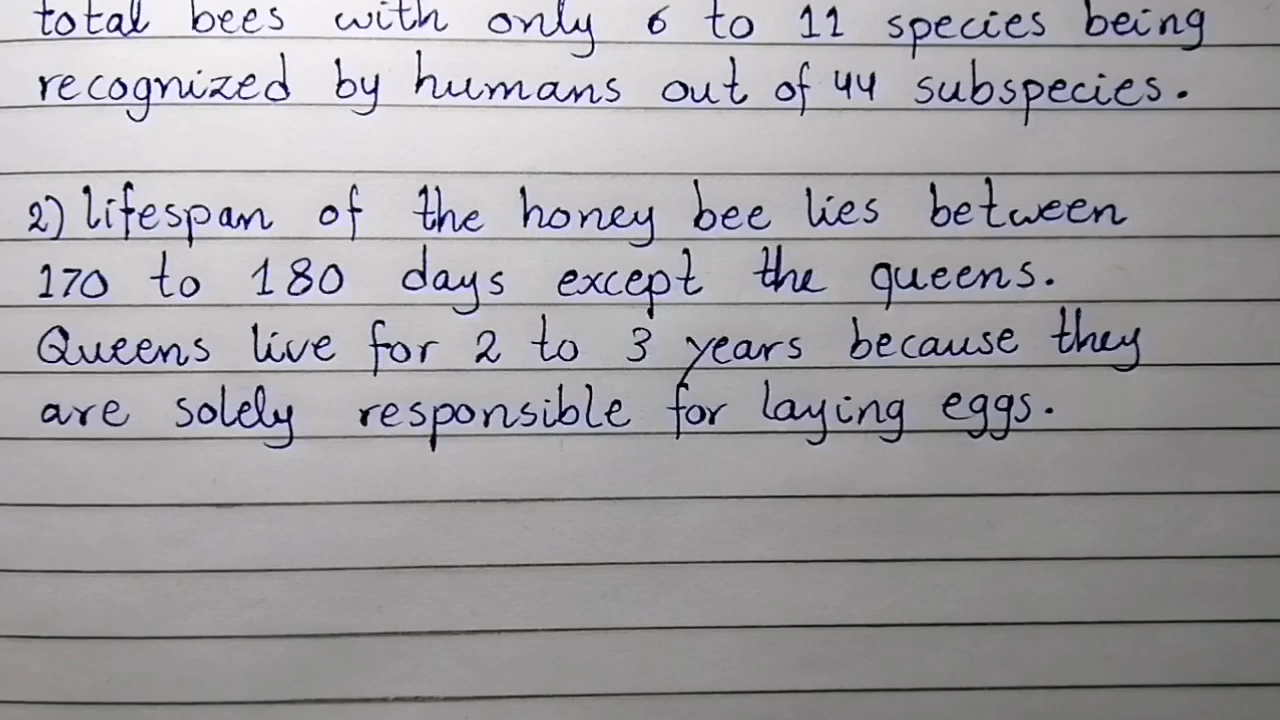 total bees with only 6 to 11 species being
recognized by humans out of 44 subspecies.
2) lifespan of the honey bee lies between
170 to 180 days except the queens.
Queens live for 2 to 3 years because they
are solely responsible for laying eggs.